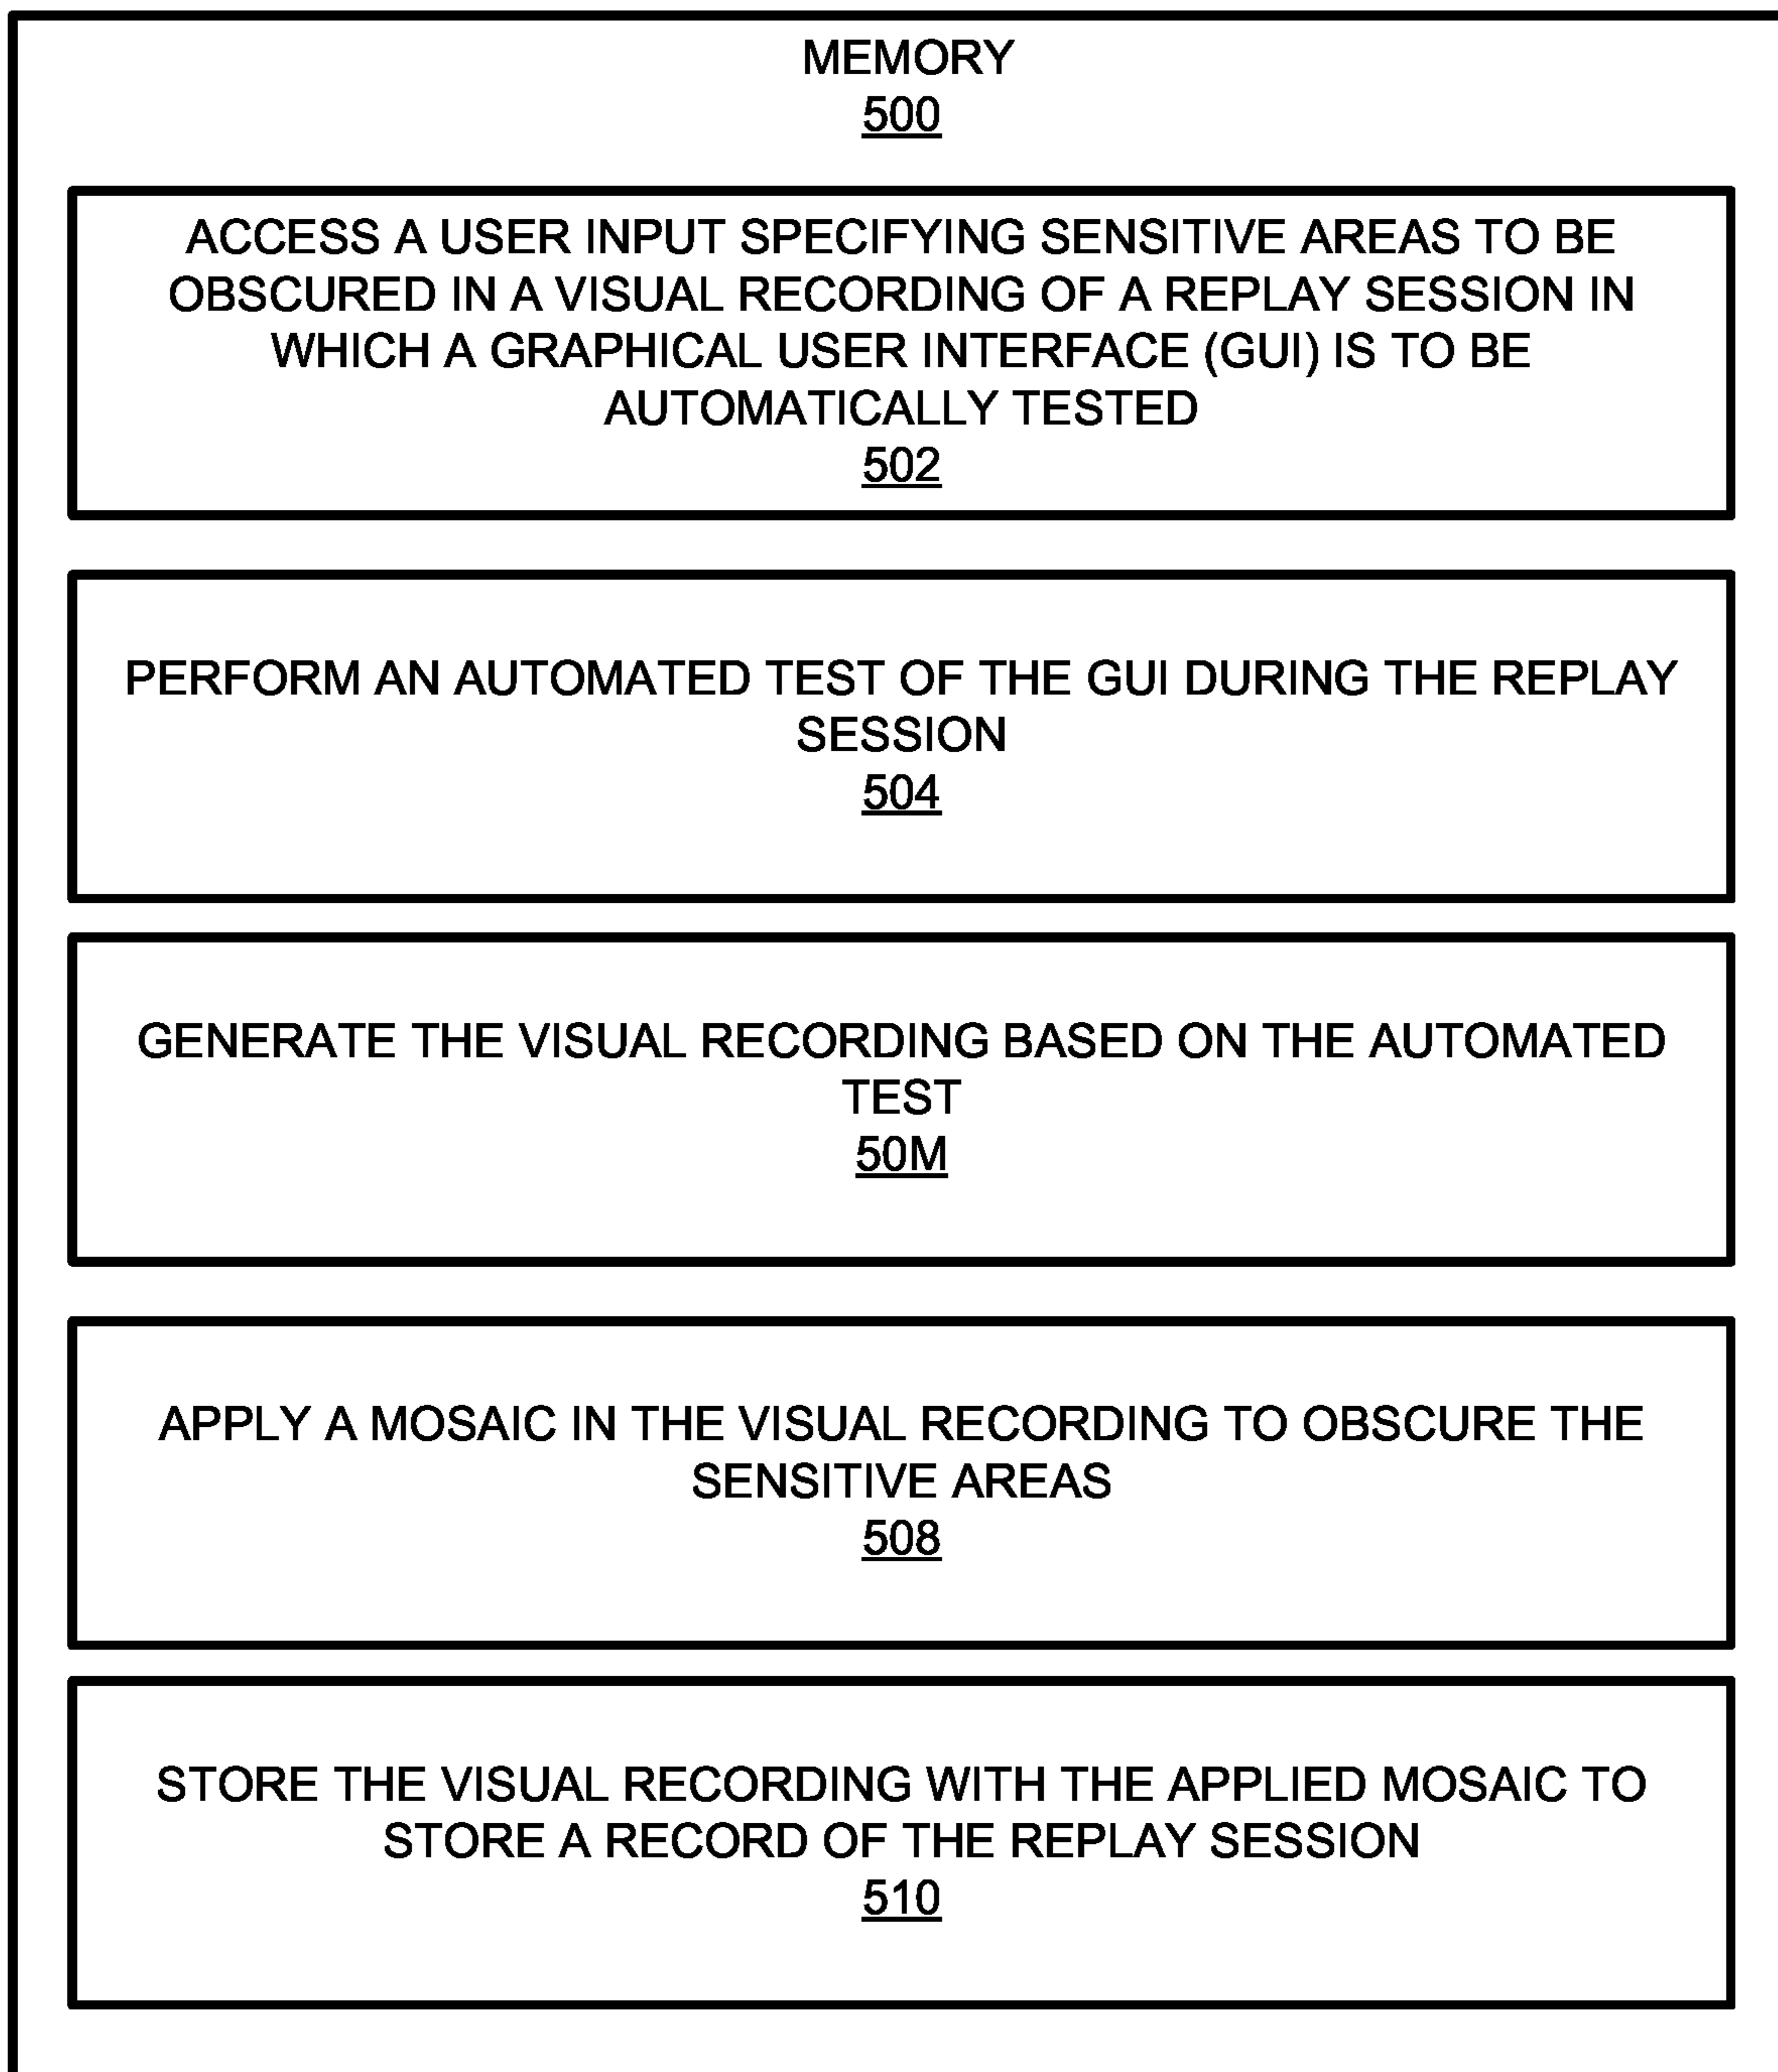 MEMORY
500
ACCESS A USER INPUT SPECIFYING SENSITIVE AREAS TO BE
OBSCURED IN A VISUAL RECORDING OF A REPLAY SESSION IN
WHICH A GRAPHICAL USER INTERFACE (GUI) IS TO BE
AUTOMATICALLY TESTED
502
PERFORM AN AUTOMATED TEST OF THE GUI DURING THE REPLAY
SESSION
504
GENERATE THE VISUAL RECORDING BASED ON THE AUTOMATED
TEST
50M
APPLY A MOSAIC IN THE VISUAL RECORDING TO OBSCURE THE
SENSITIVE AREAS
508
STORE THE VISUAL RECORDING WITH THE APPLIED MOSAIC TO
STORE A RECORD OF THE REPLAY SESSION
510